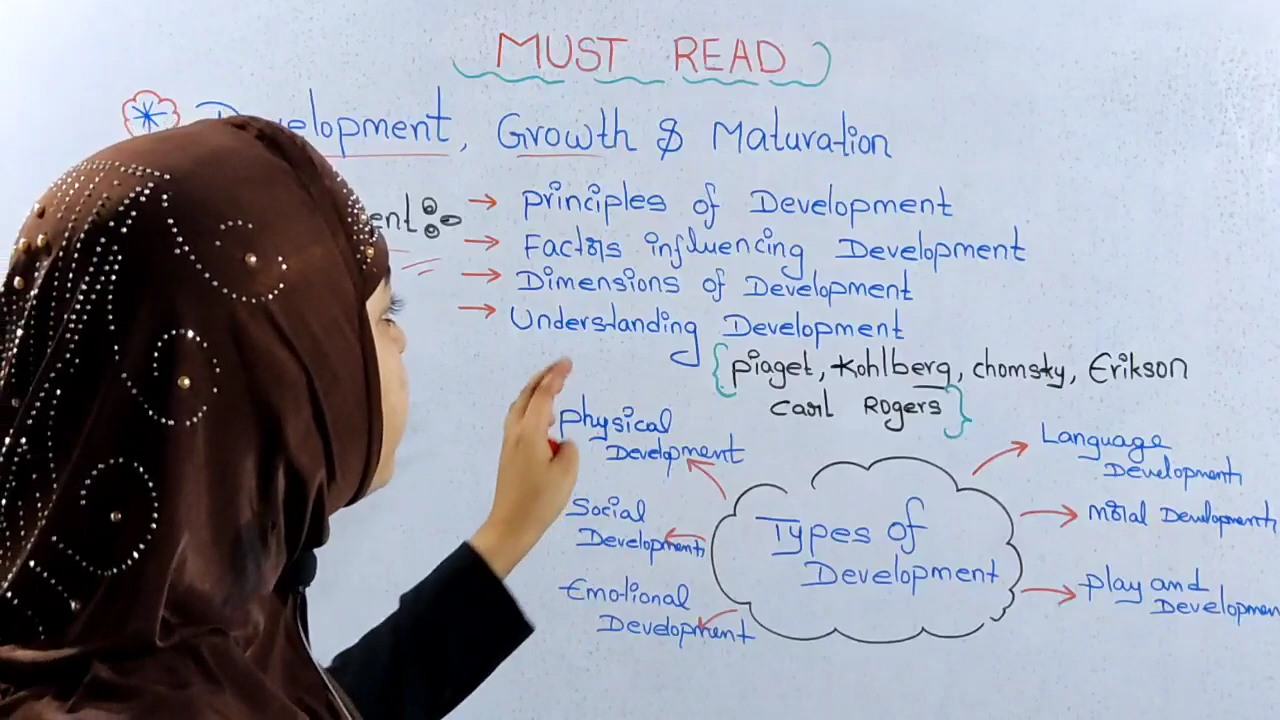 MUST READ
Development, Growth & Maturation
→ Principles of Development
→ Factors influencing Development
→ Dimensions of Development
→ Understanding Development
{Piaget, Kohlberg, chomsky, Erikson
Carl Rogers}
Physical
Development
Social
Development
Emotional
Development
Types of
Development
Language
Development
Moral Development
Play and
Development